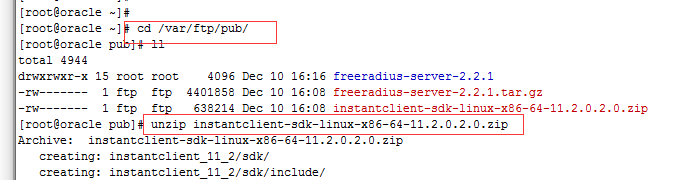 [root@oracle ~]#
[root@oracle ~]# cd /var/ftp/pub/
[root@oracle pub]# ll
total 4944
drwxrwxr-x 15 root root    4096 Dec 10 16:16 freeradius-server-2.2.1
-rw------- 1 ftp  ftp  4401858 Dec 10 16:08 freeradius-server-2.2.1.tar.gz
-rw------- 1 ftp  ftp   638214 Dec 10 16:08 instantclient-sdk-linux-x86-64-11.2.0.2.0.zip
[root@oracle pub]# unzip instantclient-sdk-linux-x86-64-11.2.0.2.0.zip
Archive:  instantclient-sdk-linux-x86-64-11.2.0.2.0.zip
   creating: instantclient_11_2/sdk/
   creating: instantclient_11_2/sdk/include/